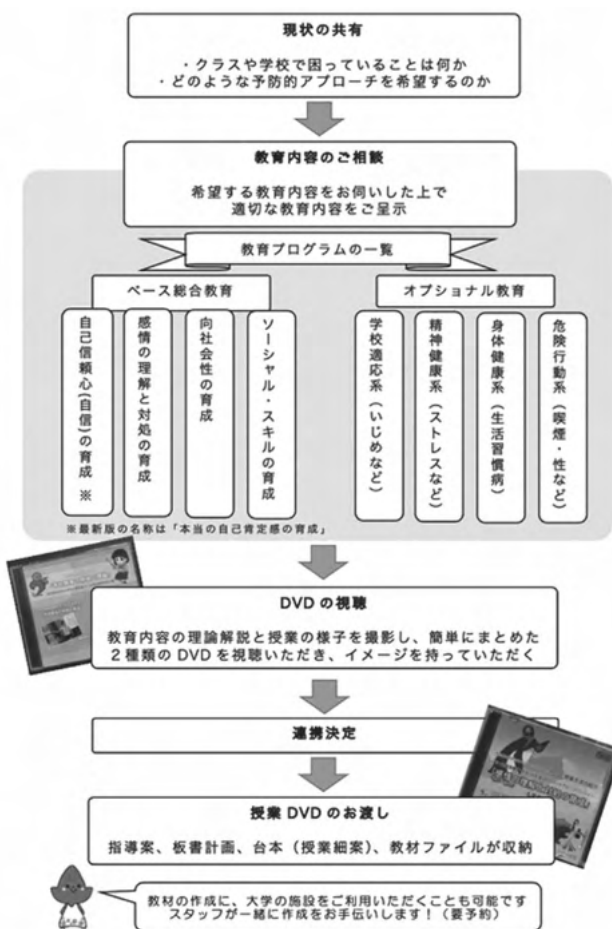 現状の共有
・クラスや学校で困っていることは何か
・どのような予防的アプローチを希望するのか
教育内容のご相談
希望する教育内容をお伺いした上で
適切な教育内容をご呈示
教育プログラムの一覧
ベース総合教育
自己信頼心(自信)の育成 ※
感情の理解と対処の育成
向社会性の育成
ソーシャル・スキルの育成
オプショナル教育
学校適応系(いじめなど)
精神健康系(ストレスなど)
身体健康系(生活習慣病)
危険行動系(喫煙・性など)
※最新版の名称は「本当の自己肯定感の育成」
DVD の視聴
教育内容の理論解説と授業の様子を撮影し、簡単にまとめた
2種類の DVD を視聴いただき、イメージを持っていただく
連携決定
授業 DVD のお渡し
指導案、板書計画、台本(授業細案)、教材ファイルが収納
教材の作成に、大学の施設をご利用いただくことも可能です
スタッフが一緒に作成をお手伝いします!(要予約)